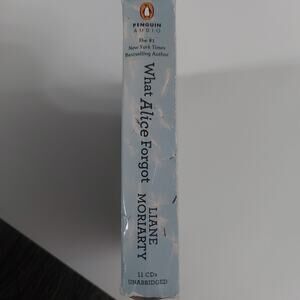 PENGUIN
AUDIO
The #1
New York Times
Bestselling Author
What Alice Forgot
LIANE
MORIARTY
11 CDs
UNABRIDGED